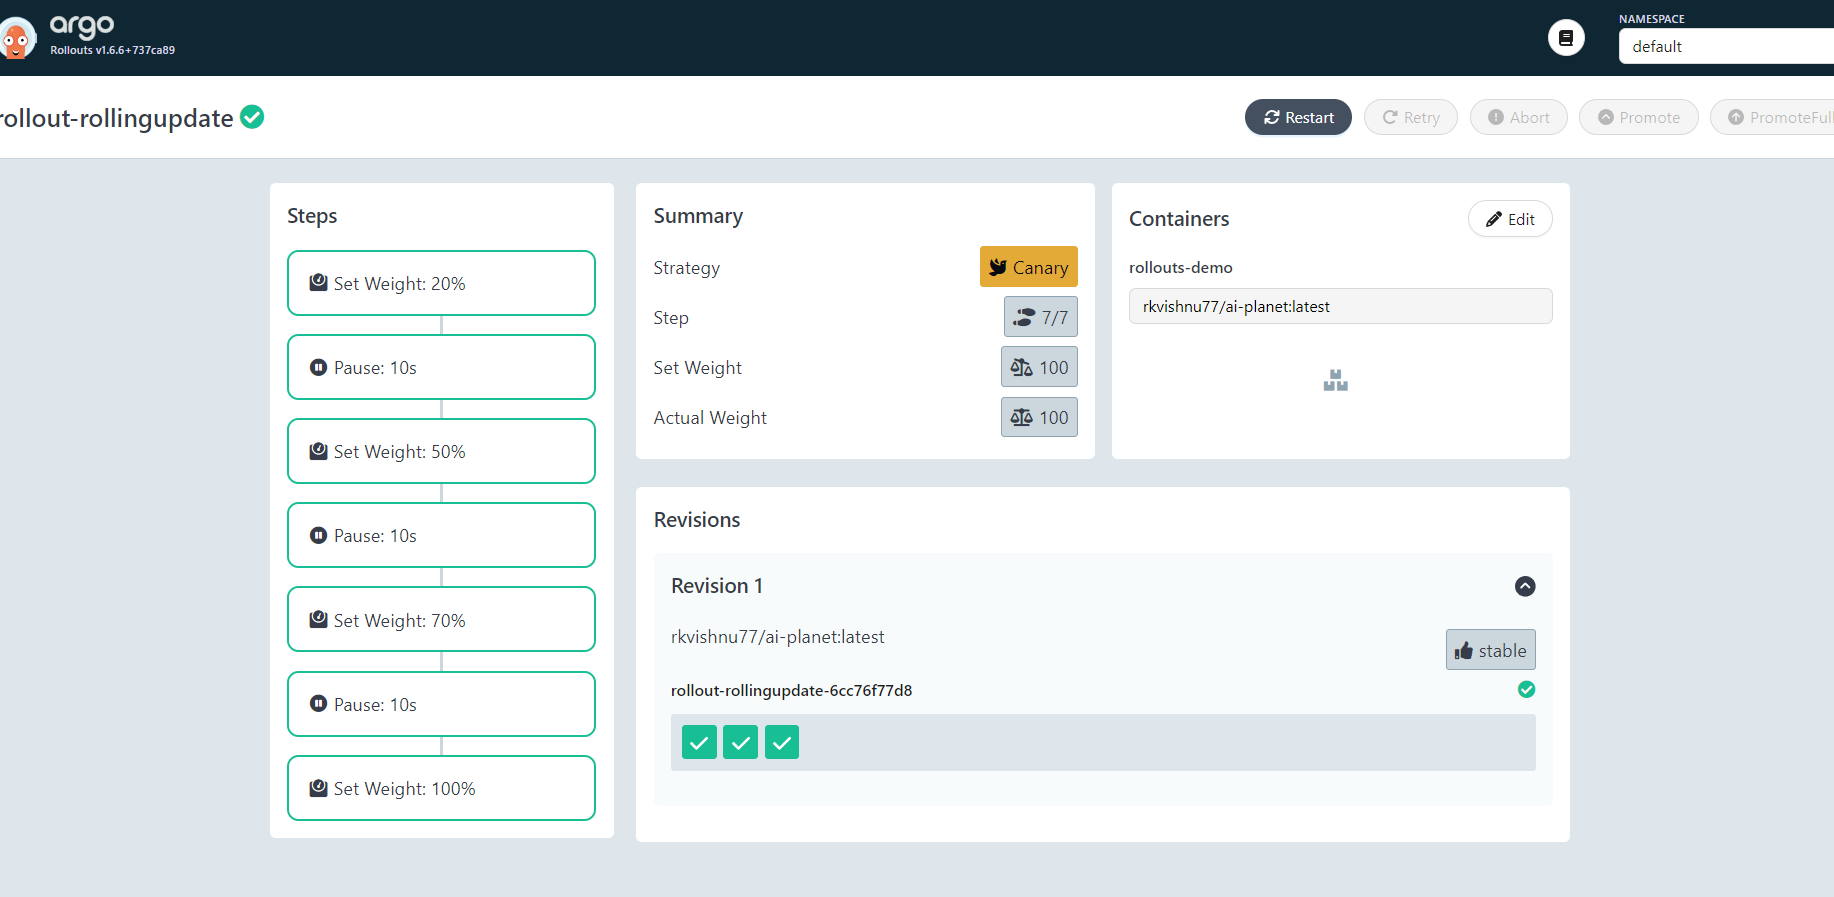 argo
Rollouts v1.6.6+737ca89
NAMESPACE
default
rollout-rollingupdate
Restart
Retry
Abort
Promote
PromoteFull
Steps
Set Weight: 20%
Pause: 10s
Set Weight: 50%
Pause: 10s
Set Weight: 70%
Pause: 10s
Set Weight: 100%
Summary
Strategy
Canary
Step
7/7
Set Weight
100
Actual Weight
100
Containers
Edit
rollouts-demo
rkvishnu77/ai-planet:latest
Revisions
Revision 1
rkvishnu77/ai-planet:latest
stable
rollout-rollingupdate-6cc76f77d8